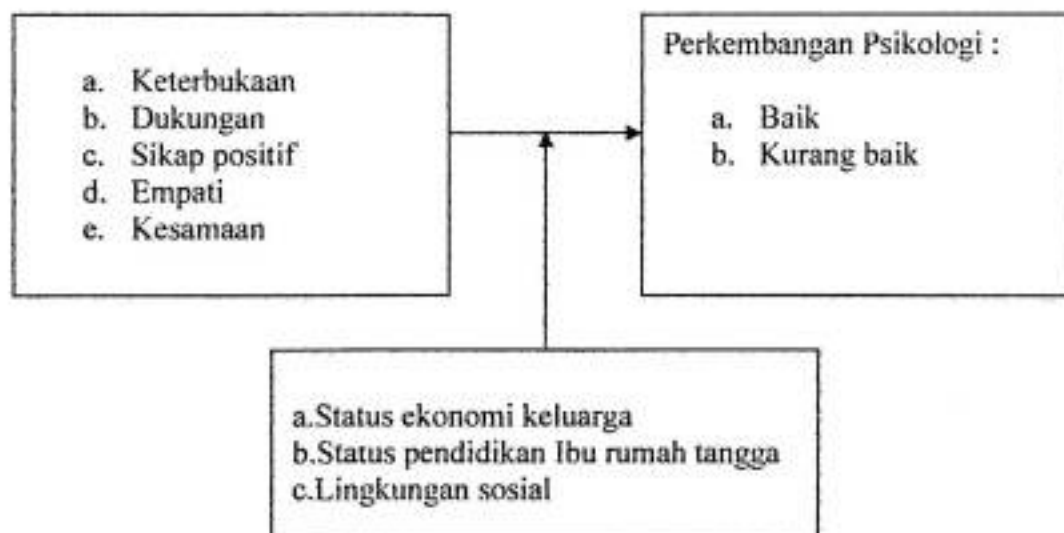 a. Keterbukaan
b. Dukungan
c. Sikap positif
d. Empati
e. Kesamaan
Perkembangan Psikologi :
a. Baik
b. Kurang baik
a.Status ekonomi keluarga
b.Status pendidikan Ibu rumah tangga
c.Lingkungan sosial